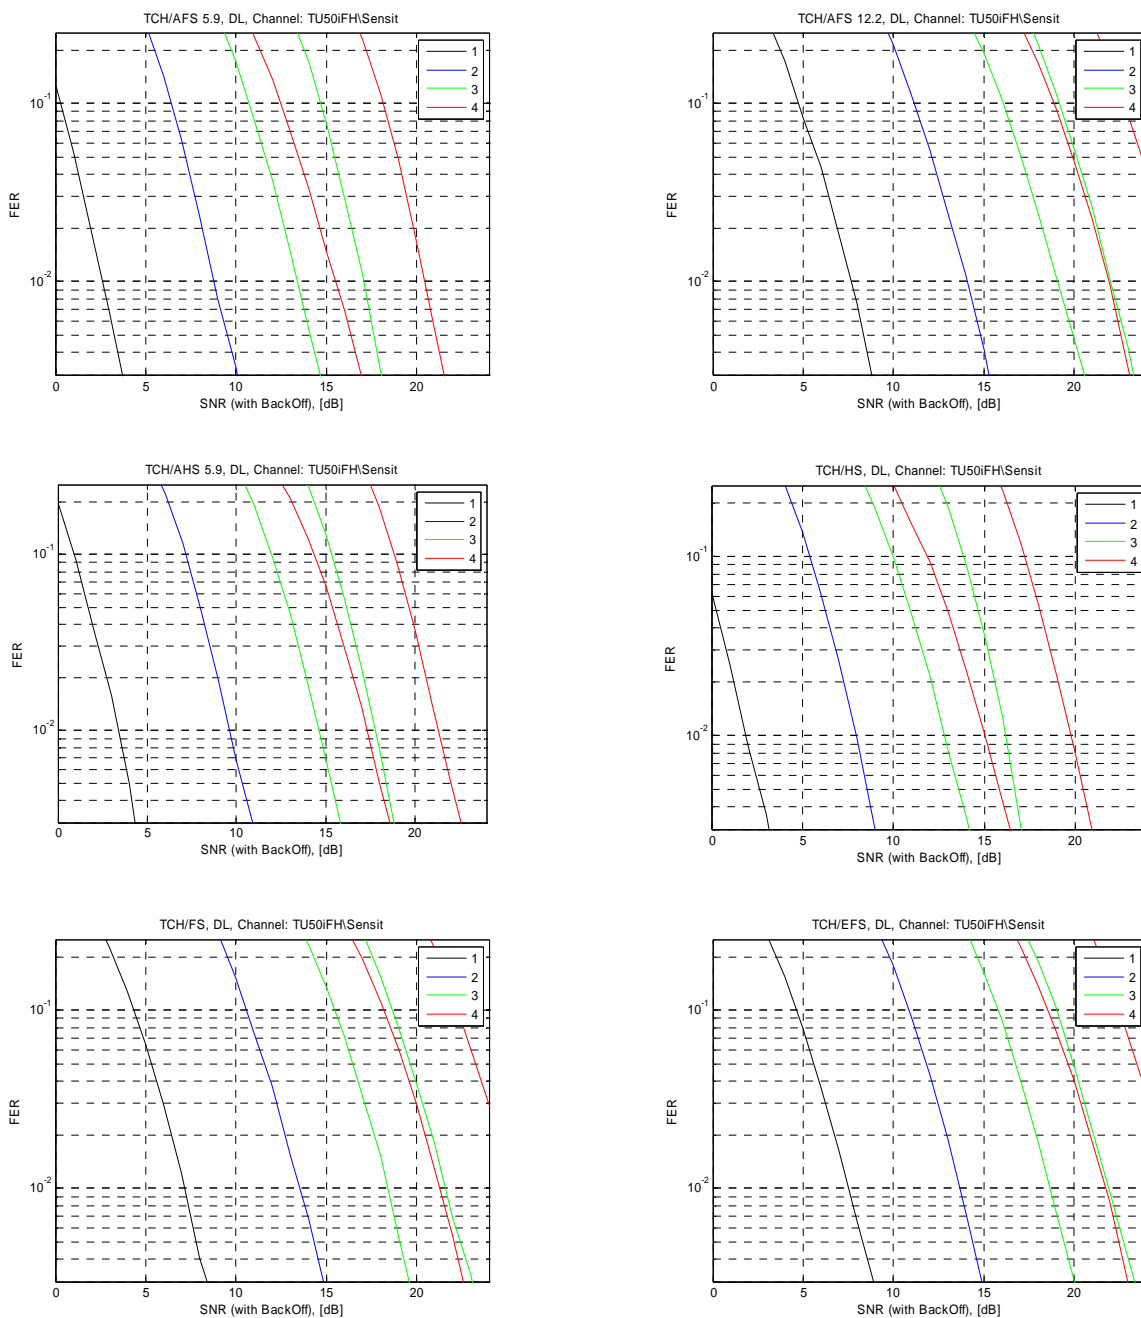 TCH/AFS 5.9, DL, Channel: TU50iFH\Sensit
1
2
3
4
10^-1
10^-2
FER
0 5 10 15 20
SNR (with BackOff), [dB]
TCH/AFS 12.2, DL, Channel: TU50iFH\Sensit
1
2
3
4
10^-1
10^-2
FER
0 5 10 15 20
SNR (with BackOff), [dB]
TCH/AHS 5.9, DL, Channel: TU50iFH\Sensit
1
2
3
4
10^-1
10^-2
FER
0 5 10 15 20
SNR (with BackOff), [dB]
TCH/HS, DL, Channel: TU50iFH\Sensit
1
2
3
4
10^-1
10^-2
FER
0 5 10 15 20
SNR (with BackOff), [dB]
TCH/FS, DL, Channel: TU50iFH\Sensit
1
2
3
4
10^-1
10^-2
FER
0 5 10 15 20
SNR (with BackOff), [dB]
TCH/EFS, DL, Channel: TU50iFH\Sensit
1
2
3
4
10^-1
10^-2
FER
0 5 10 15 20
SNR (with BackOff), [dB]